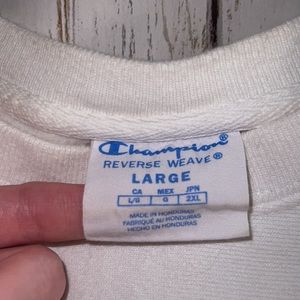 Champion®
REVERSE WEAVE®
LARGE
CA MEX JPN
L/G G 2XL
MADE IN HONDURAS
FABRIQUÉ AU HONDURAS
HECHO EN HONDURAS